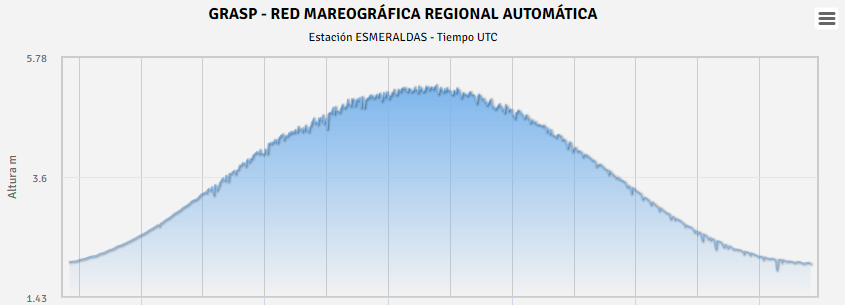 GRASP - RED MAREOGRÁFICA REGIONAL AUTOMÁTICA
Estación ESMERALDAS - Tiempo UTC
5.78
Altura m
3.6
1.43